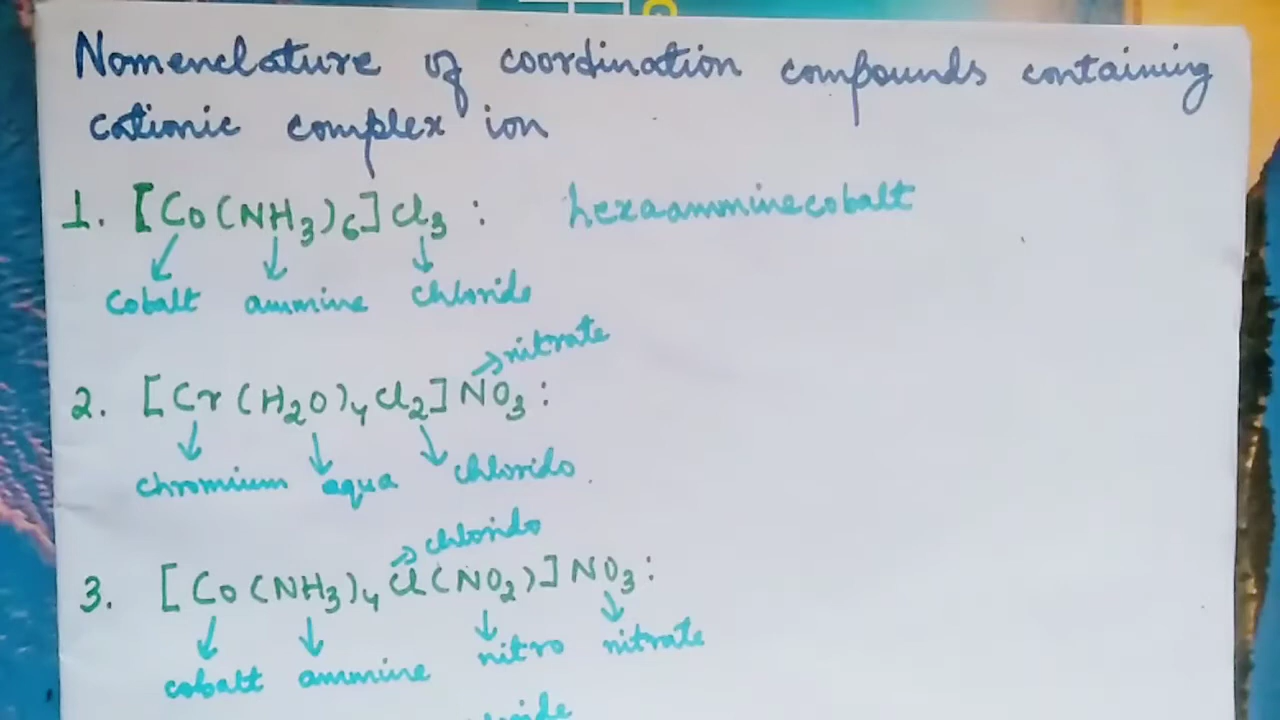 Nomenclature of coordination compounds containing
cationic complex ion
1. [Co(NH3)6]Cl3 : hexaamminecobalt
cobalt ammine chloride
nitrate
2. [Cr(H2O)4Cl2]NO3 :
chromium aqua chlorido
chlorido
3. [Co(NH3)4Cl(NO2)]NO3 :
nitro nitrate
cobalt ammine